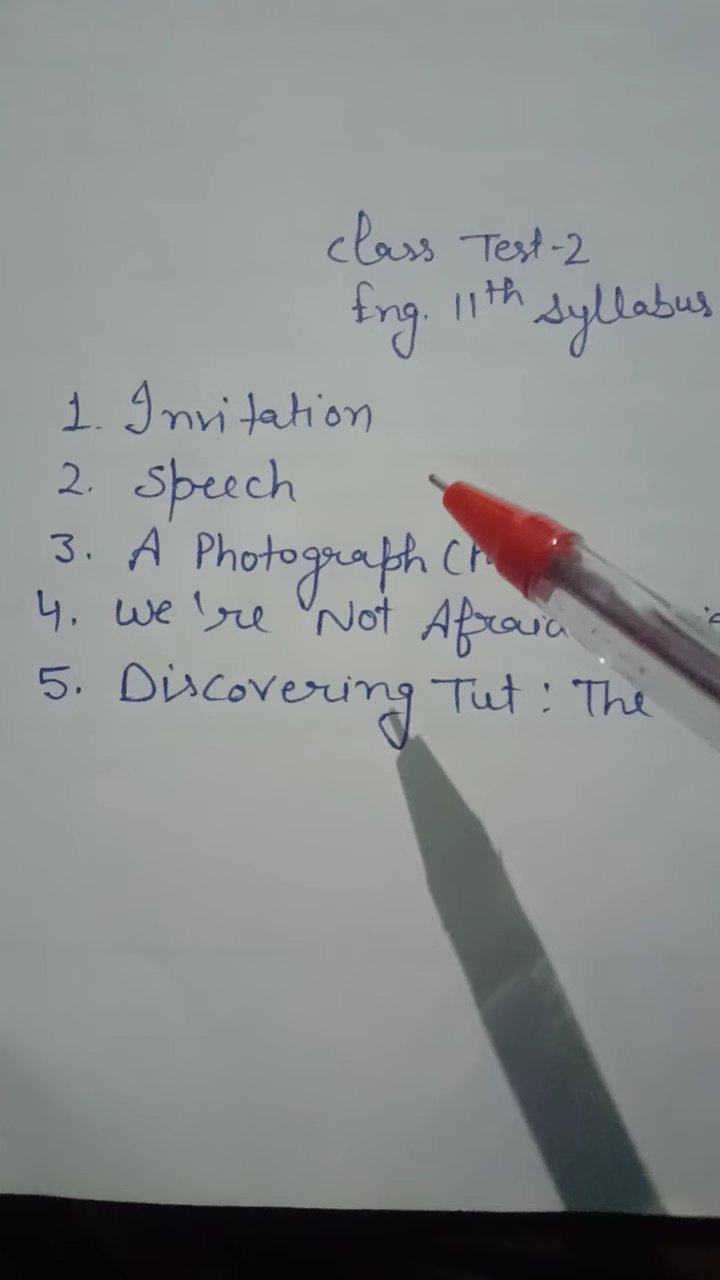 Class Test-2
Eng. 11th Syllabus
1. Invitation
2. Speech
3. A Photograph
4. We're Not Afraid
5. Discovering Tut: The